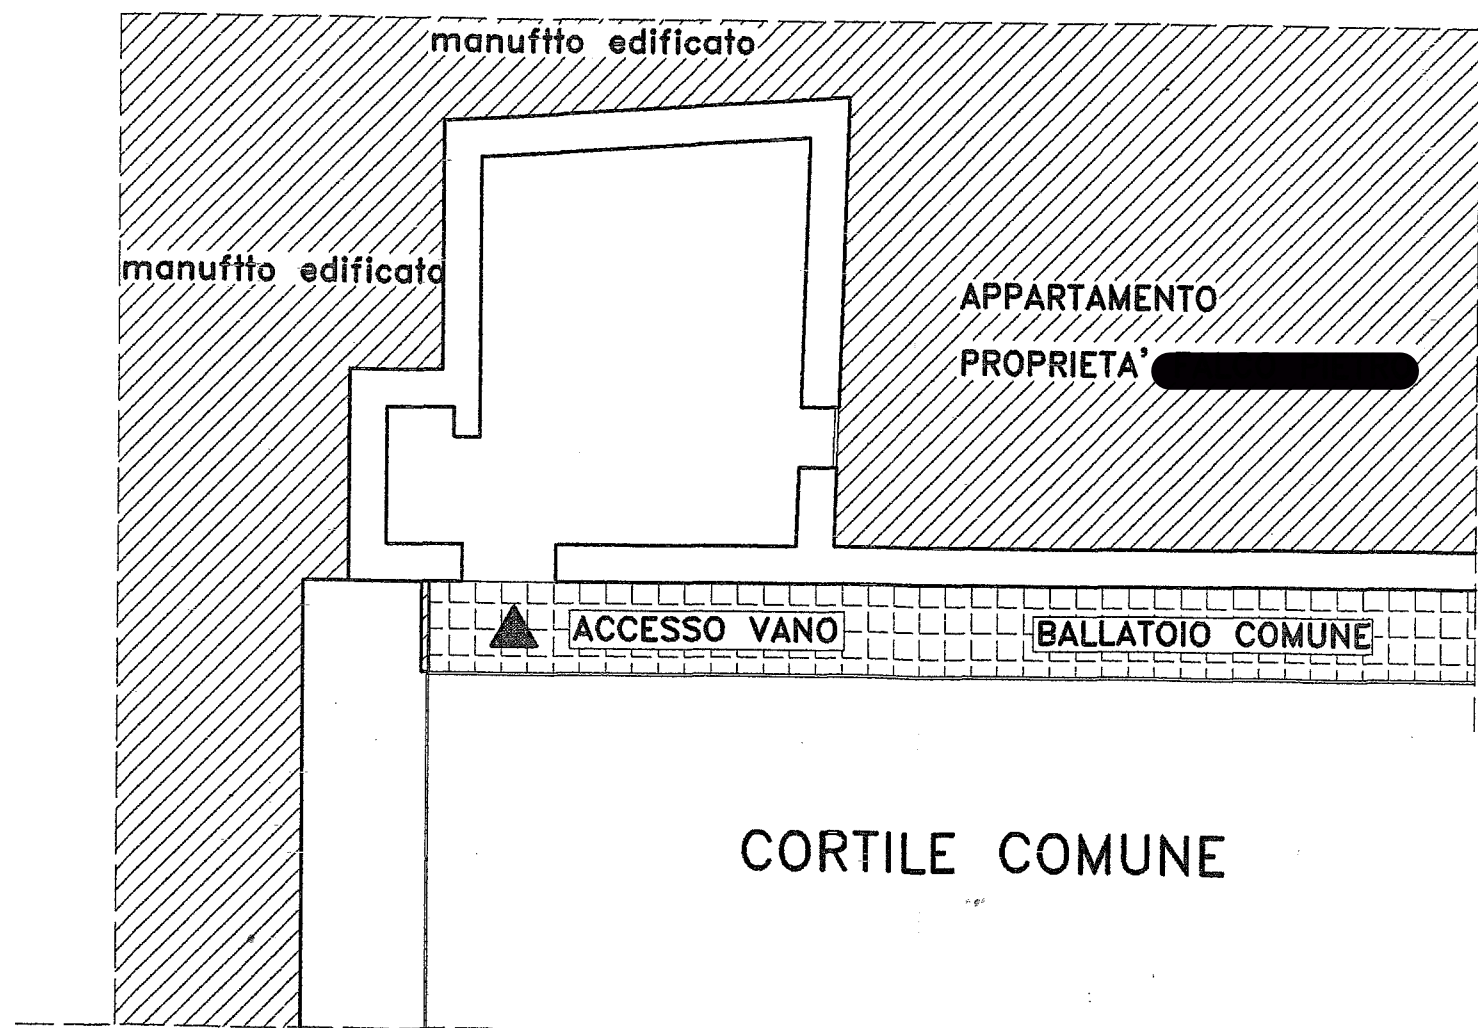 manuftto edificato
manuftto edificato
APPARTAMENTO
PROPRIETA'
ACCESSO VANO
BALLATOIO COMUNE
CORTILE COMUNE